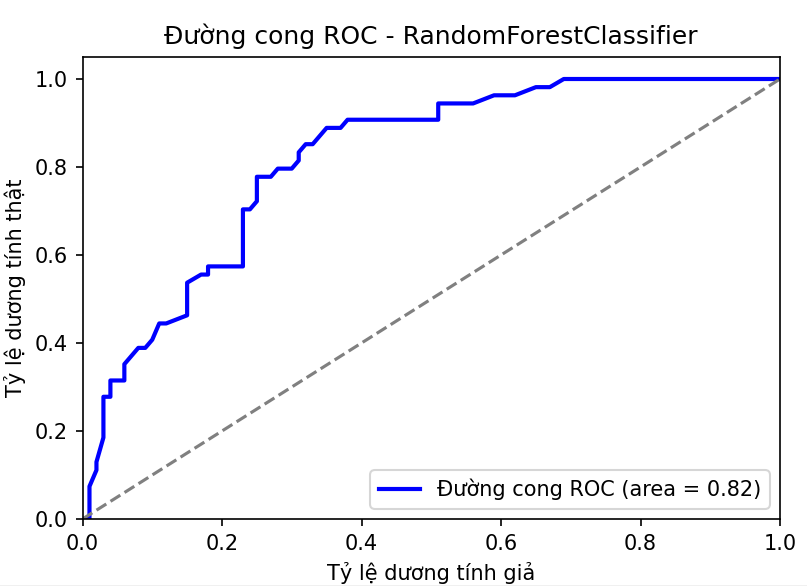 Đường cong ROC - RandomForestClassifier
1.0
0.8
0.6
0.4
0.2
0.0
Tỷ lệ dương tính thật
Đường cong ROC (area = 0.82)
0.0 0.2 0.4 0.6 0.8 1.0
Tỷ lệ dương tính giả